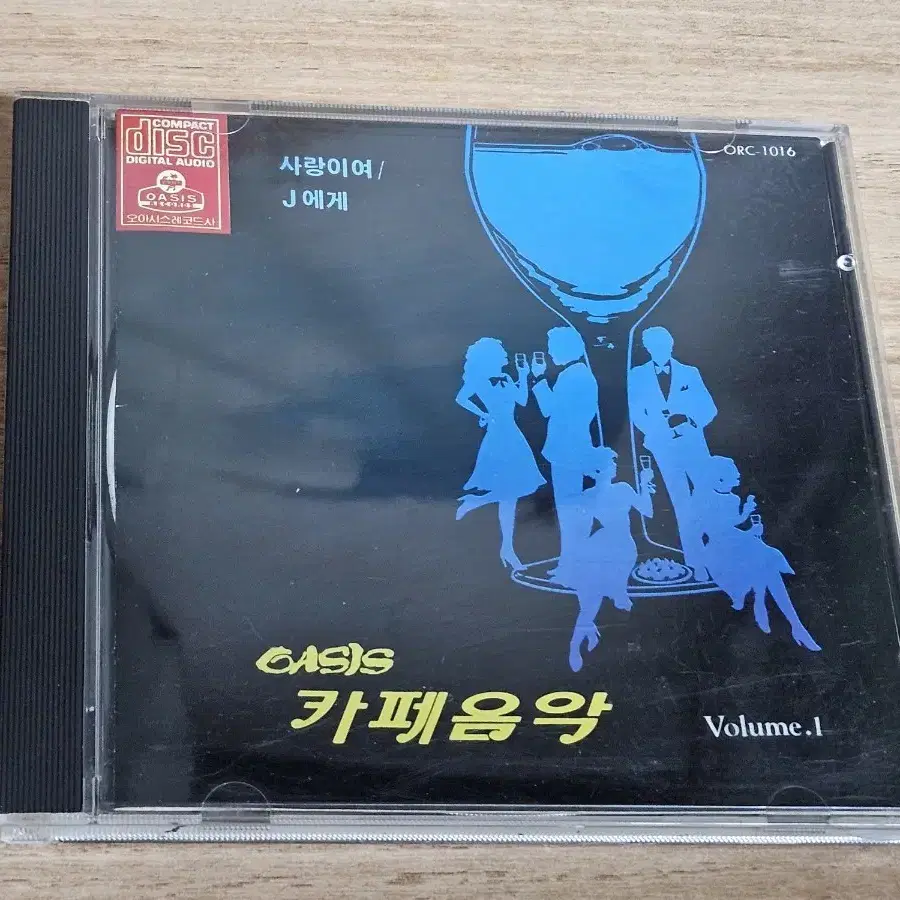 COMPACT
disc
DIGITAL AUDIO
OASIS
RECORDS
오아시스레코드사
사랑이여/
J에게
ORC-1016
OASIS
카페음악
Volume.1